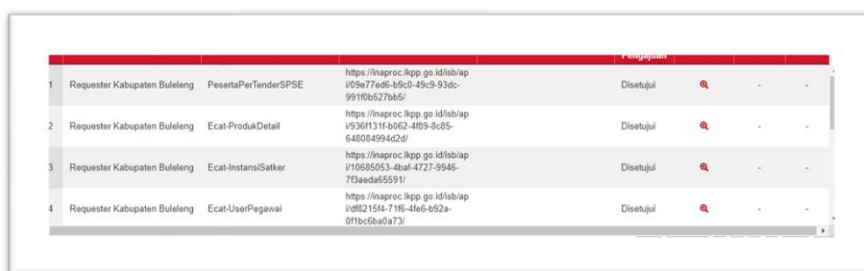 Pengajuan
1 Requester Kabupaten Buleleng PesertaPerTenderSPSE https://inaproc.lkpp.go.id/isb/ap
i/09e77ed6-b9c0-49c9-93dc-
991f0b527bb5/ Disetujui - -
2 Requester Kabupaten Buleleng Ecat-ProdukDetail https://inaproc.lkpp.go.id/isb/ap
i/936f131f-b062-4f89-8c85-
648084994d2d/ Disetujui - -
3 Requester Kabupaten Buleleng Ecat-InstansiSatker https://inaproc.lkpp.go.id/isb/ap
i/10685053-4baf-4727-9946-
7f3aeda65591/ Disetujui - -
4 Requester Kabupaten Buleleng Ecat-UserPegawai https://inaproc.lkpp.go.id/isb/ap
i/df8215f4-71f6-4fe6-b92a-
0f1bc6ba0a73/ Disetujui - -